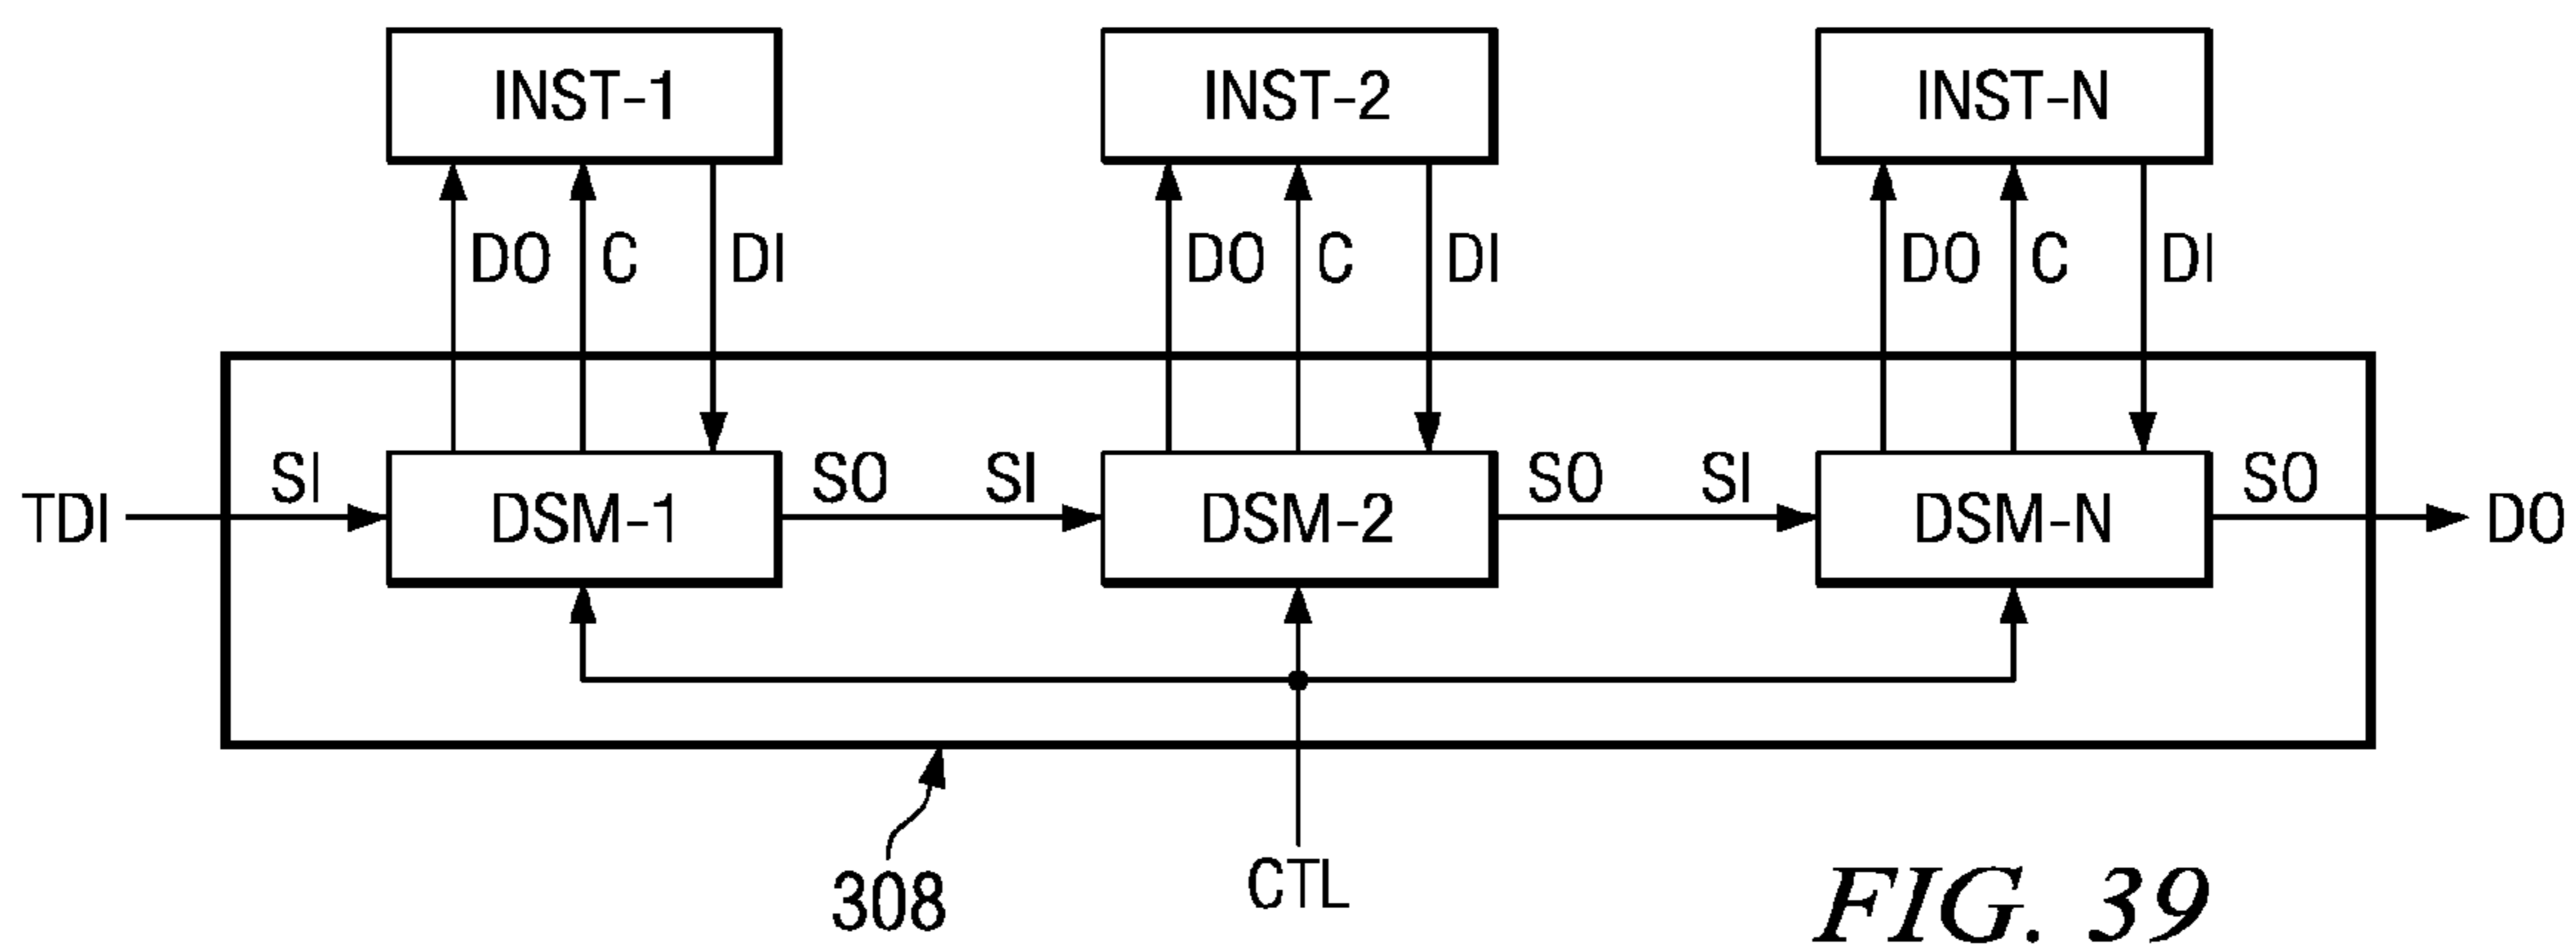 INST-1 INST-2 INST-N
DO C DI DO C DI DO C DI
SI SO SI SO SI SO
TDI DSM-1 DSM-2 DSM-N DO
308 CTL FIG. 39